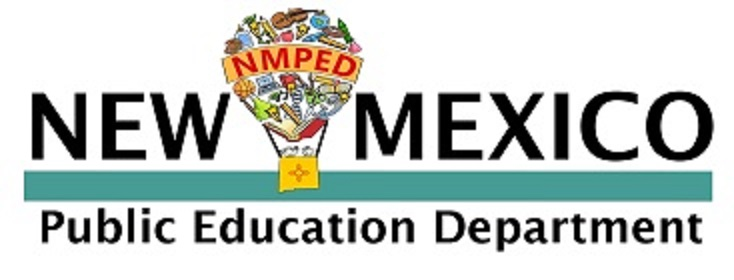 NMPED
NEW MEXICO
Public Education Department